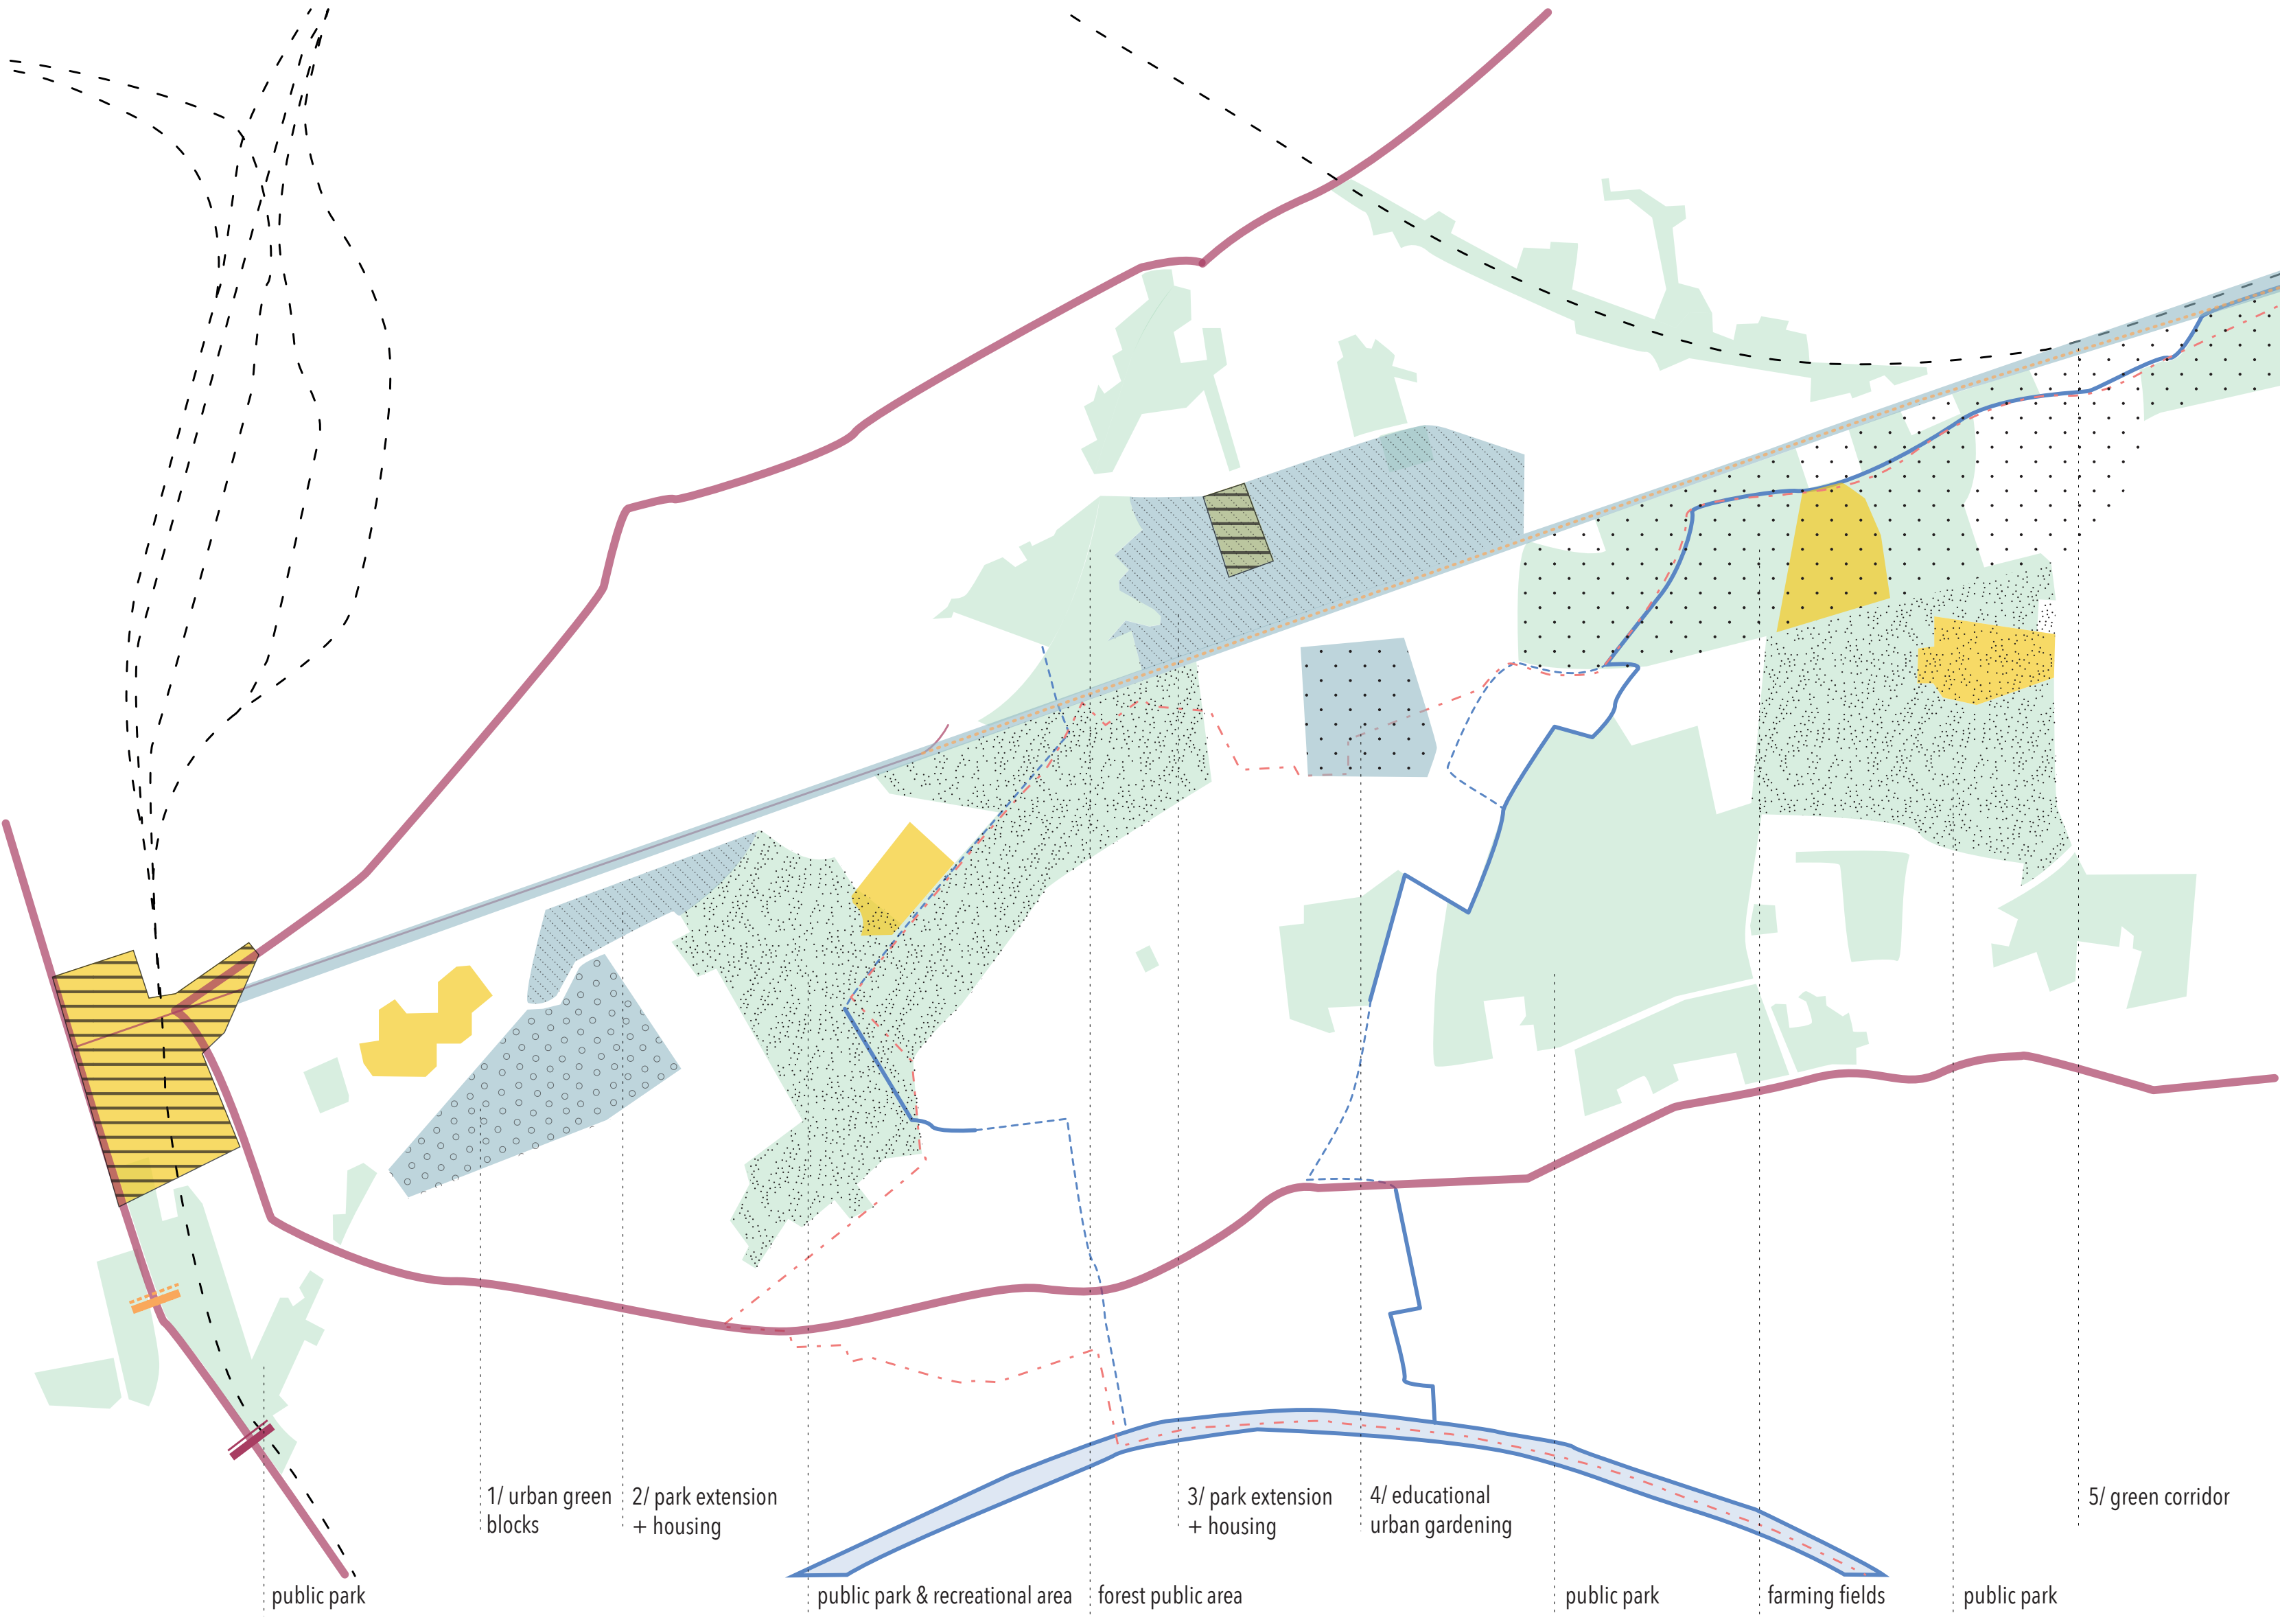 1/ urban green
blocks
2/ park extension
+ housing
3/ park extension
+ housing
4/ educational
urban gardening
5/ green corridor
public park
public park & recreational area
forest public area
public park
farming fields
public park